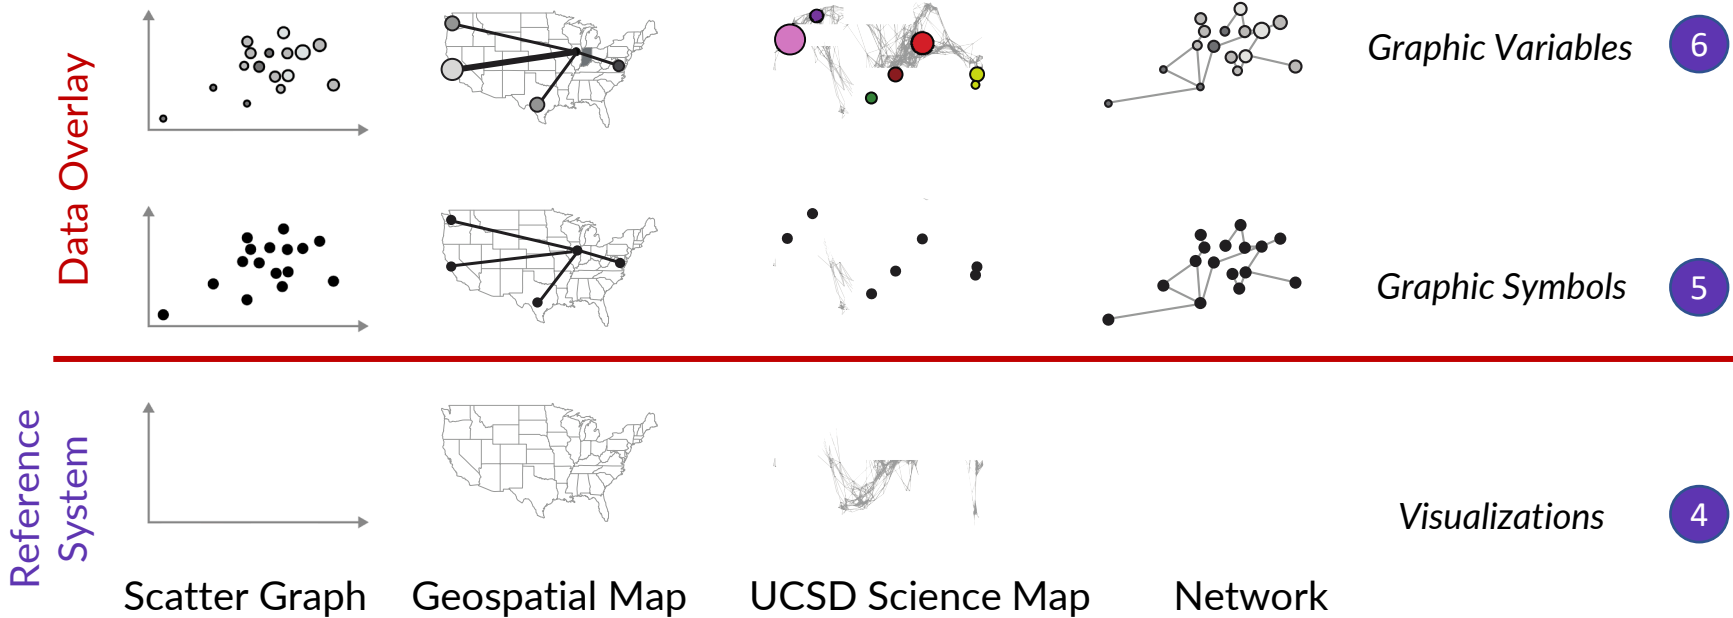 Data Overlay
Graphic Variables 6
Graphic Symbols 5
Reference
System
Visualizations 4
Scatter Graph Geospatial Map UCSD Science Map Network